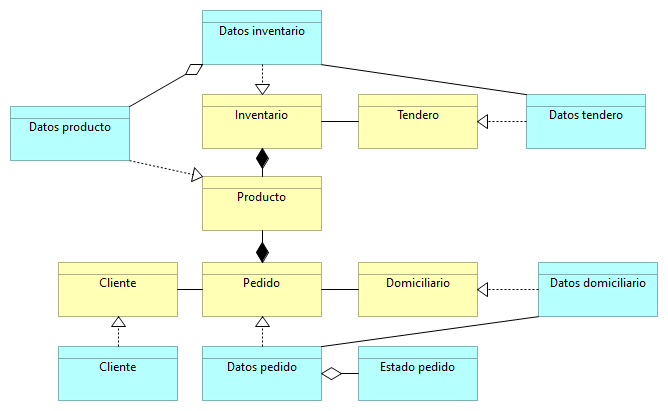 Datos inventario
Inventario
Tendero
Datos tendero
Datos producto
Producto
Cliente
Pedido
Domiciliario
Datos domiciliario
Cliente
Datos pedido
Estado pedido